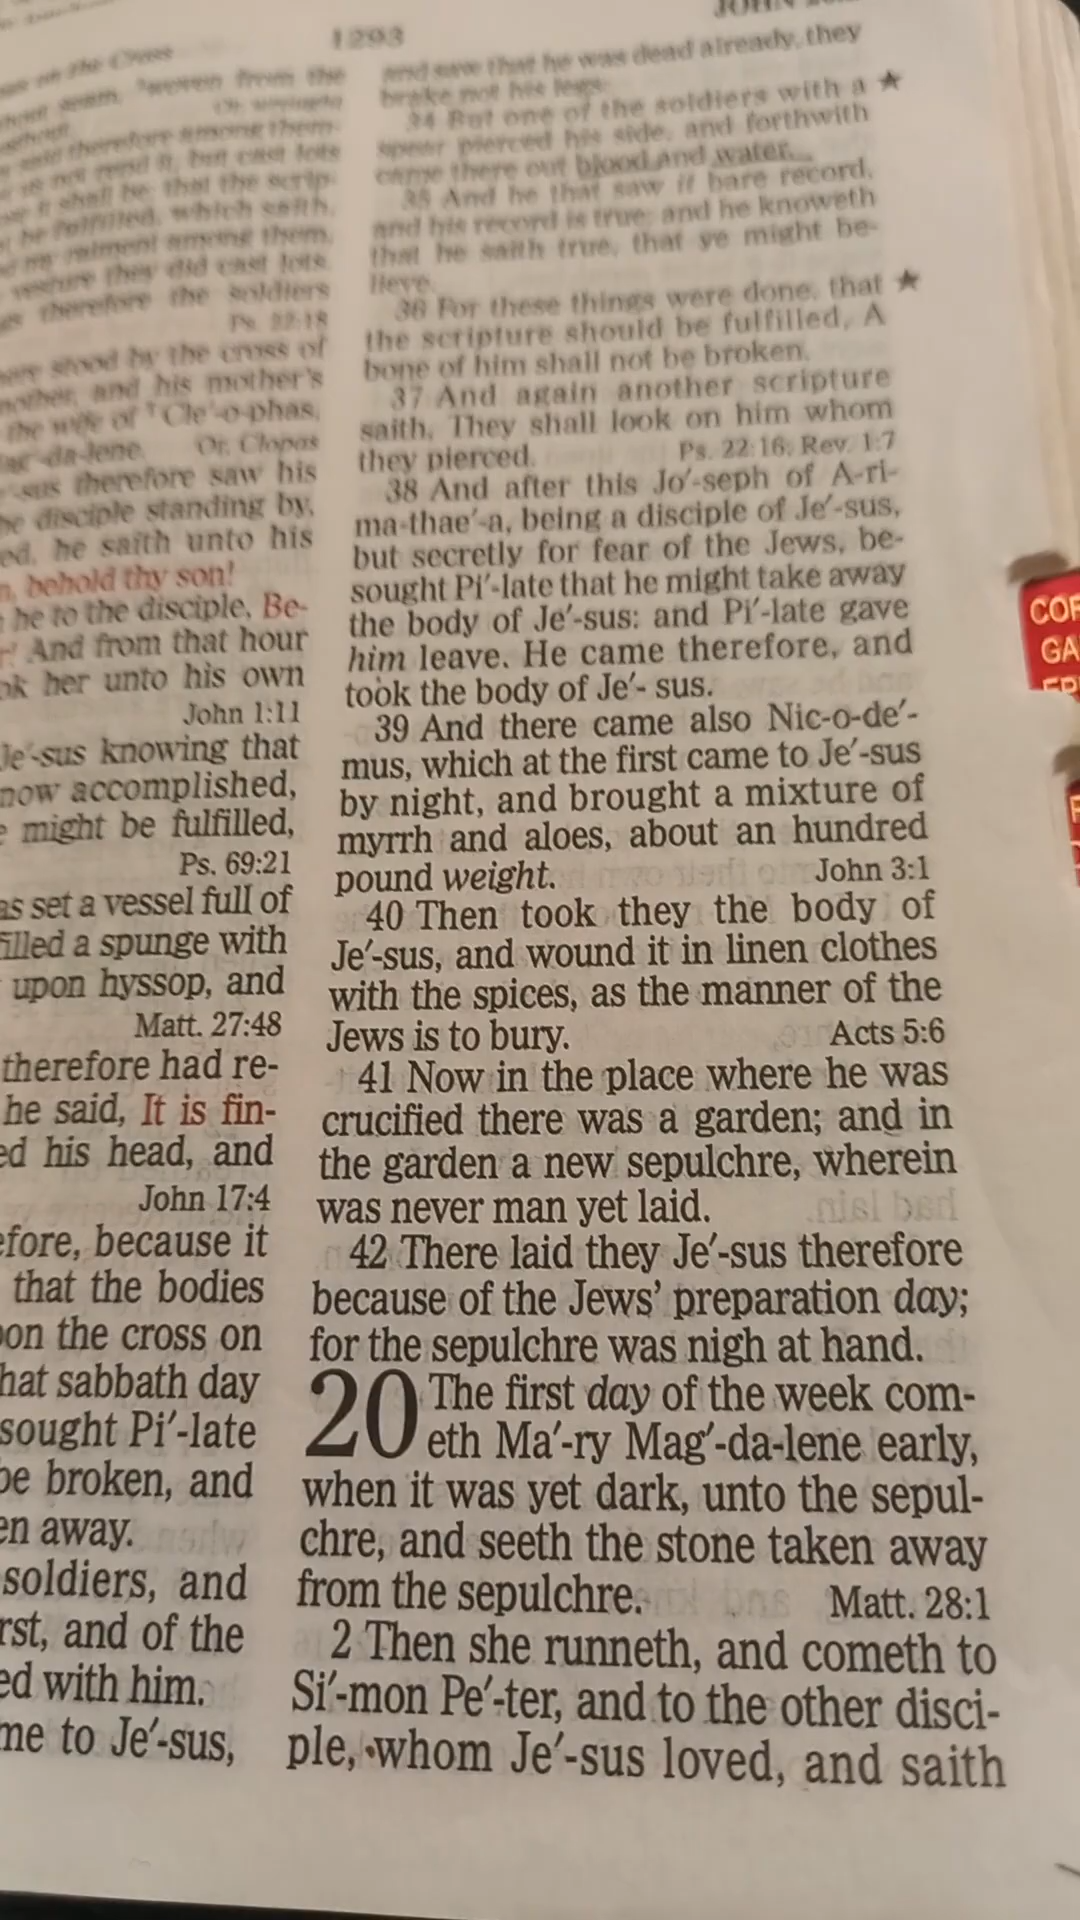 1293
JOHN
on the Cross
woven from the
therefore among them-
us not rend it, but cast lots
it shall be: that the scrip-
be fulfilled, which saith,
my raiment among them,
vesture they did cast lots.
therefore the soldiers
Ps. 22:18
stood by the cross of
mother, and his mother's
the wife of Cle′-o-phas,
-da-lene. Or, Clopas
-sus therefore saw his
disciple standing by,
ed, he saith unto his
behold thy son!
he to the disciple, Be-
And from that hour
ok her unto his own
John 1:11
Je′-sus knowing that
now accomplished,
e might be fulfilled,
Ps. 69:21
as set a vessel full of
filled a spunge with
upon hyssop, and
Matt. 27:48
therefore had re-
he said, It is fin-
ed his head, and
John 17:4
efore, because it
that the bodies
on the cross on
hat sabbath day
sought Pi′-late
be broken, and
en away.
soldiers, and
rst, and of the
ed with him.
me to Je′-sus,
and saw that he was dead already, they
brake not his legs:
34 But one of the soldiers with a ★
spear pierced his side, and forthwith
came there out blood and water.
35 And he that saw it bare record,
and his record is true: and he knoweth
that he saith true, that ye might be-
lieve.
36 For these things were done, that ★
the scripture should be fulfilled, A
bone of him shall not be broken.
37 And again another scripture
saith, They shall look on him whom
they pierced. Ps. 22:16; Rev. 1:7
38 And after this Jo′-seph of A-ri-
ma-thae′-a, being a disciple of Je′-sus,
but secretly for fear of the Jews, be-
sought Pi′-late that he might take away
the body of Je′-sus: and Pi′-late gave
him leave. He came therefore, and
took the body of Je′- sus.
39 And there came also Nic-o-de′-
mus, which at the first came to Je′-sus
by night, and brought a mixture of
myrrh and aloes, about an hundred
pound weight. John 3:1
40 Then took they the body of
Je′-sus, and wound it in linen clothes
with the spices, as the manner of the
Jews is to bury. Acts 5:6
41 Now in the place where he was
crucified there was a garden; and in
the garden a new sepulchre, wherein
was never man yet laid.
42 There laid they Je′-sus therefore
because of the Jews’ preparation day;
for the sepulchre was nigh at hand.
20 The first day of the week com-
eth Ma′-ry Mag′-da-lene early,
when it was yet dark, unto the sepul-
chre, and seeth the stone taken away
from the sepulchre. Matt. 28:1
2 Then she runneth, and cometh to
Si′-mon Pe′-ter, and to the other disci-
ple, whom Je′-sus loved, and saith
COR
GA